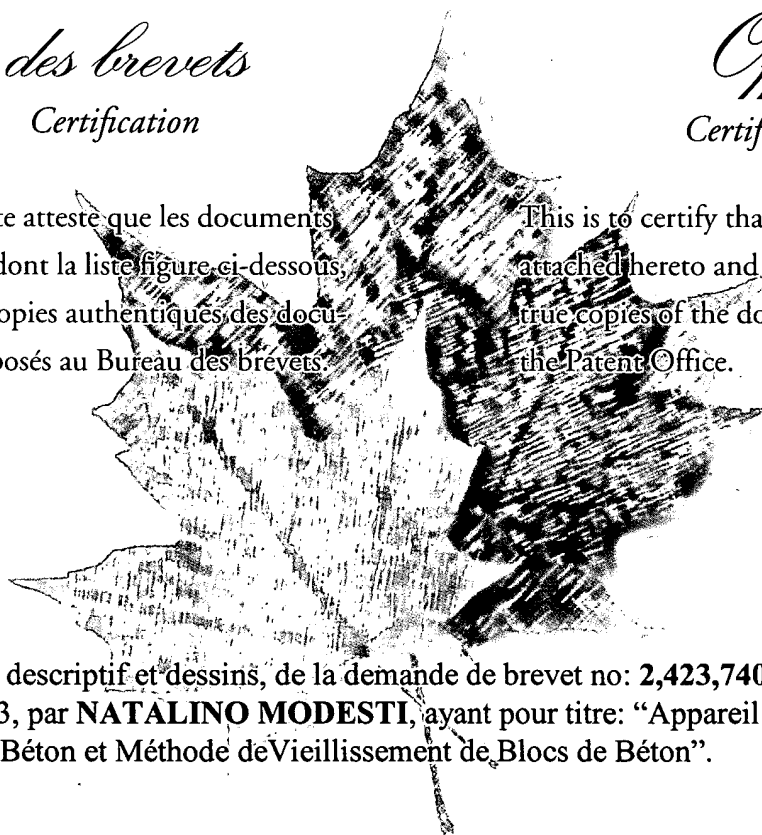 des brevets
Certification
Certif
te atteste que les documents
dont la liste figure ci-dessous,
opies authentiques des docu-
posés au Bureau des brevets.
This is to certify tha
attached hereto and
true copies of the do
the Patent Office.
descriptif et dessins, de la demande de brevet no: 2,423,740
3, par NATALINO MODESTI, ayant pour titre: “Appareil
Béton et Méthode deVieillissement de Blocs de Béton”.